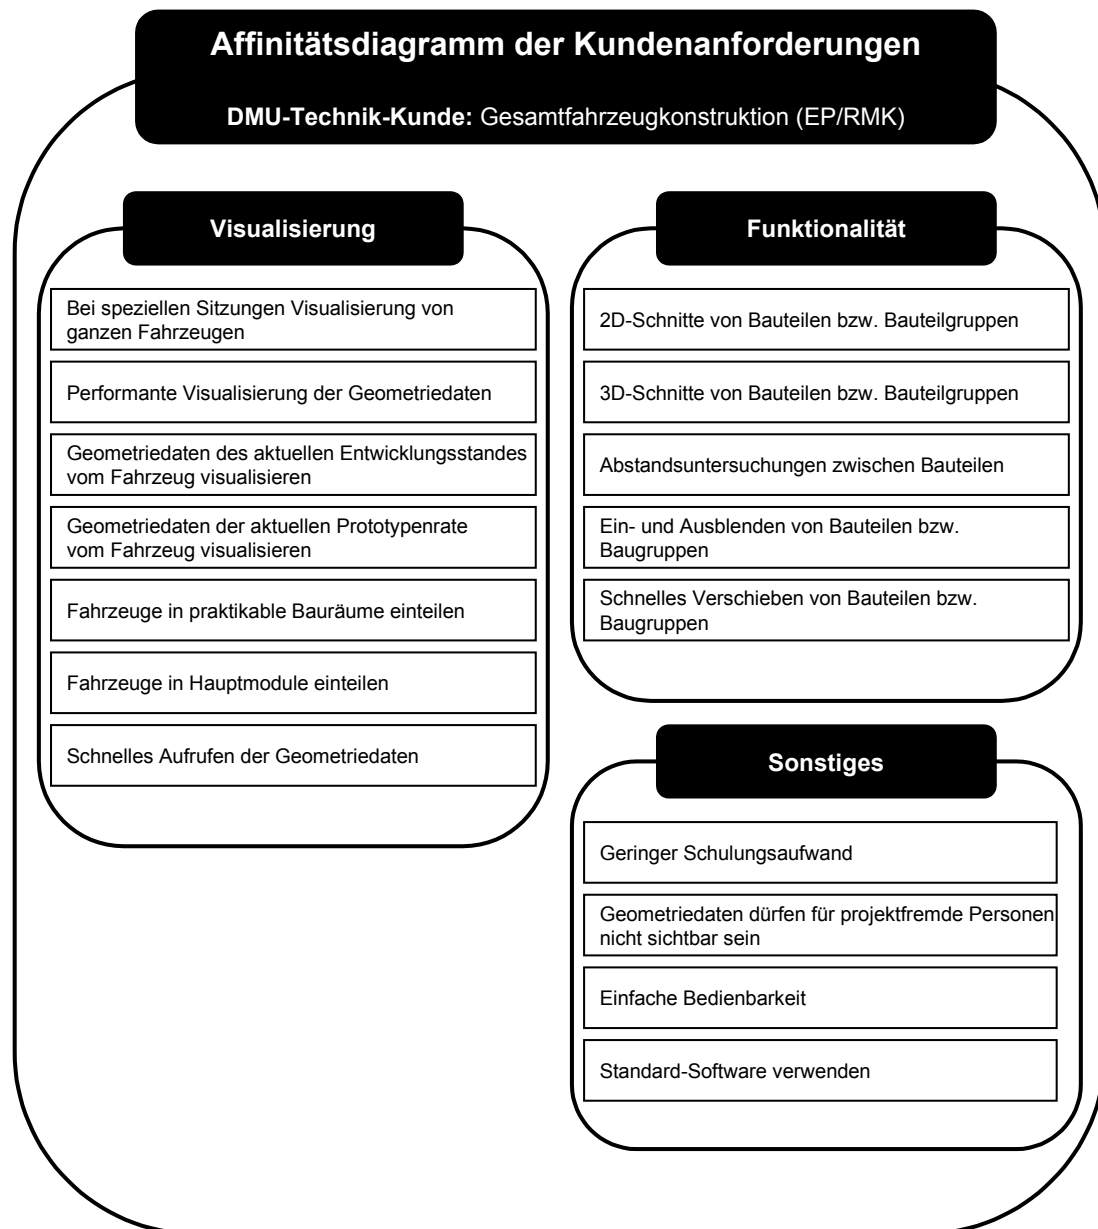 Affinitätsdiagramm der Kundenanforderungen
DMU-Technik-Kunde: Gesamtfahrzeugkonstruktion (EP/RMK)
Visualisierung
Bei speziellen Sitzungen Visualisierung von
ganzen Fahrzeugen
Performante Visualisierung der Geometriedaten
Geometriedaten des aktuellen Entwicklungsstandes
vom Fahrzeug visualisieren
Geometriedaten der aktuellen Prototypenrate
vom Fahrzeug visualisieren
Fahrzeuge in praktikable Bauräume einteilen
Fahrzeuge in Hauptmodule einteilen
Schnelles Aufrufen der Geometriedaten
Funktionalität
2D-Schnitte von Bauteilen bzw. Bauteilgruppen
3D-Schnitte von Bauteilen bzw. Bauteilgruppen
Abstandsuntersuchungen zwischen Bauteilen
Ein- und Ausblenden von Bauteilen bzw.
Baugruppen
Schnelles Verschieben von Bauteilen bzw.
Baugruppen
Sonstiges
Geringer Schulungsaufwand
Geometriedaten dürfen für projektfremde Personen
nicht sichtbar sein
Einfache Bedienbarkeit
Standard-Software verwenden